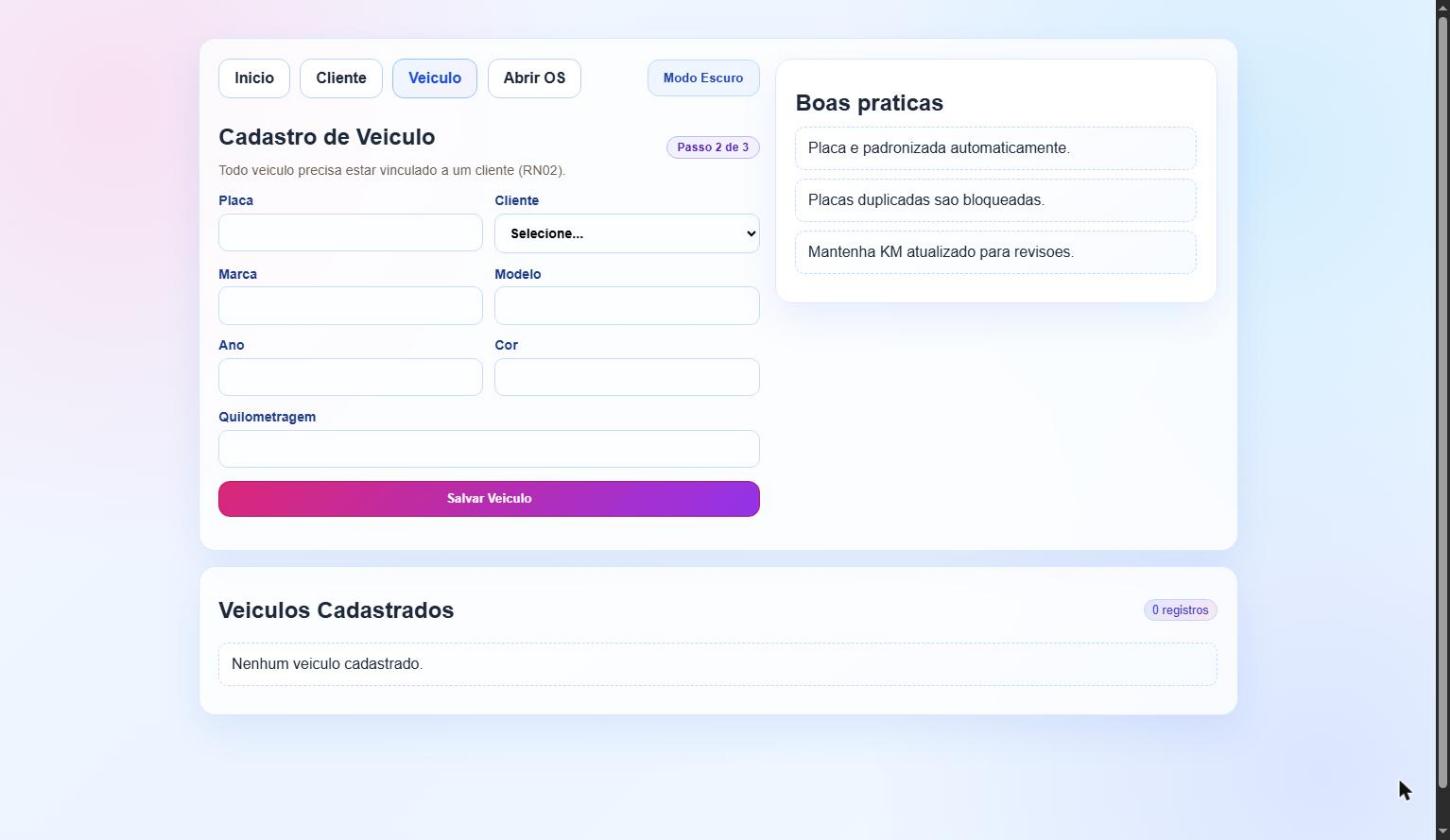 Inicio
Cliente
Veiculo
Abrir OS
Modo Escuro
Cadastro de Veiculo
Passo 2 de 3
Todo veiculo precisa estar vinculado a um cliente (RN02).
Placa
Cliente
Selecione...
Marca
Modelo
Ano
Cor
Quilometragem
Salvar Veiculo
Boas praticas
Placa e padronizada automaticamente.
Placas duplicadas sao bloqueadas.
Mantenha KM atualizado para revisoes.
Veiculos Cadastrados
0 registros
Nenhum veiculo cadastrado.